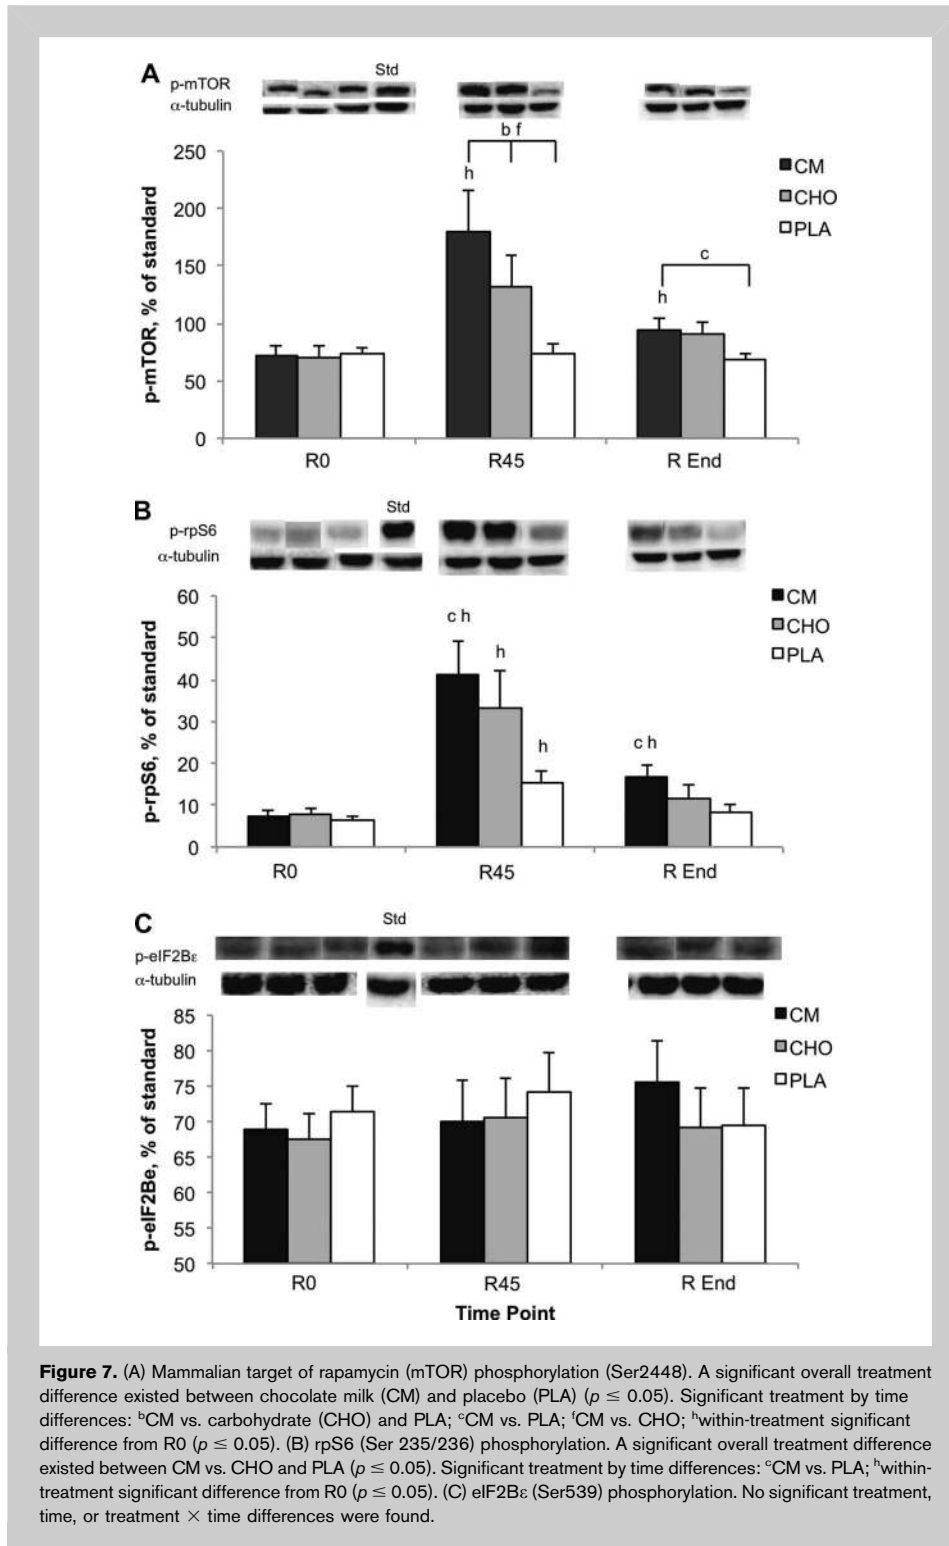 A
p-mTOR
Std
α-tubulin
b f
h
c
h
CM
CHO
PLA
p-mTOR, % of standard
250
200
150
100
50
0
R0 R45 R End
B
Std
p-rpS6
α-tubulin
c h
h
h
c h
CM
CHO
PLA
p-rpS6, % of standard
60
50
40
30
20
10
0
R0 R45 R End
C
Std
p-eIF2Bε
α-tubulin
CM
CHO
PLA
p-eIF2Be, % of standard
85
80
75
70
65
60
55
50
R0 R45 R End
Time Point
Figure 7. (A) Mammalian target of rapamycin (mTOR) phosphorylation (Ser2448). A significant overall treatment
difference existed between chocolate milk (CM) and placebo (PLA) (p ≤ 0.05). Significant treatment by time
differences: ᵇCM vs. carbohydrate (CHO) and PLA; ᶜCM vs. PLA; ᶠCM vs. CHO; ʰwithin-treatment significant
difference from R0 (p ≤ 0.05). (B) rpS6 (Ser 235/236) phosphorylation. A significant overall treatment difference
existed between CM vs. CHO and PLA (p ≤ 0.05). Significant treatment by time differences: ᶜCM vs. PLA; ʰwithin-
treatment significant difference from R0 (p ≤ 0.05). (C) eIF2Bε (Ser539) phosphorylation. No significant treatment,
time, or treatment × time differences were found.